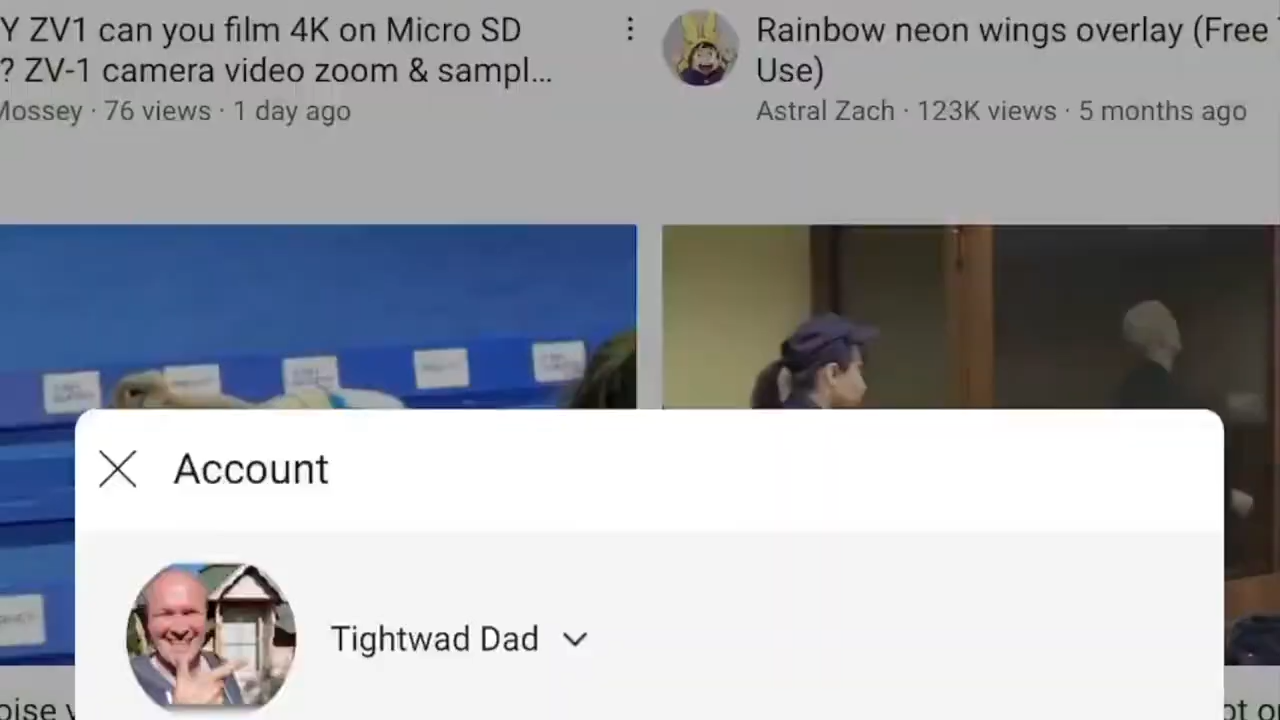 Y ZV1 can you film 4K on Micro SD
? ZV-1 camera video zoom & sampl...
Mossey · 76 views · 1 day ago
Rainbow neon wings overlay (Free
Use)
Astral Zach · 123K views · 5 months ago
Account
Tightwad Dad